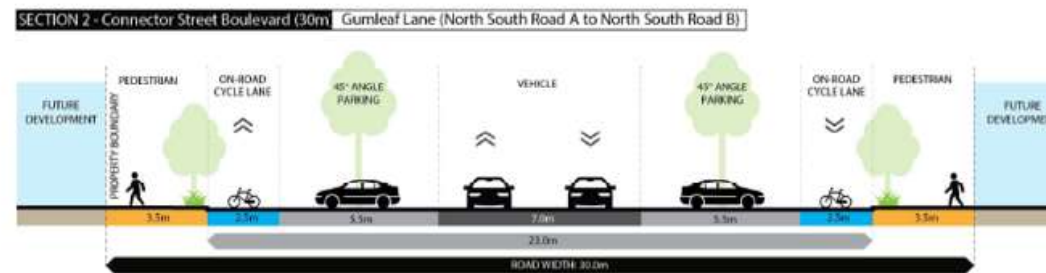 SECTION 2 - Connector Street Boulevard (30m) Gumleaf Lane (North South Road A to North South Road B)
FUTURE DEVELOPMENT
PROPERTY BOUNDARY
PEDESTRIAN
ON-ROAD CYCLE LANE
45° ANGLE PARKING
VEHICLE
45° ANGLE PARKING
ON-ROAD CYCLE LANE
PEDESTRIAN
FUTURE DEVELOPME
3.5m 2.5m 5.5m 7.0m 5.5m 2.5m 3.5m
23.0m
ROAD WIDTH: 30.0m